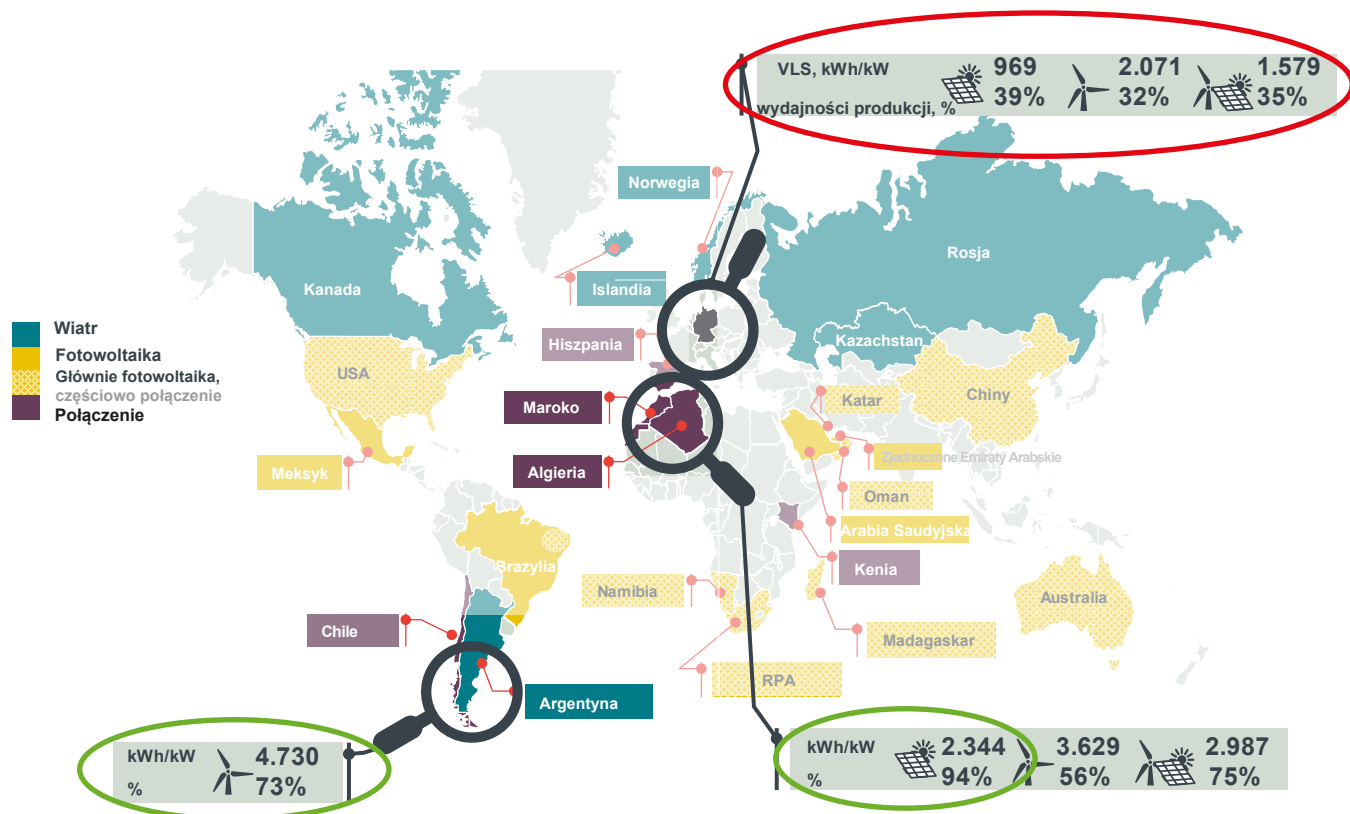 VLS, kWh/kW 969 2.071 1.579
wydajności produkcji, % 39% 32% 35%
Norwegia
Rosja
Kanada
Islandia
Wiatr
Fotowoltaika
Głównie fotowoltaika,
częściowo połączenie
Połączenie
Hiszpania
Kazachstan
USA
Chiny
Katar
Maroko
Zjednoczone Emiraty Arabskie
Meksyk
Algieria
Oman
Arabia Saudyjska
Brazylia
Kenia
Namibia
Australia
Chile
Madagaskar
RPA
Argentyna
kWh/kW 4.730
% 73%
kWh/kW 2.344 3.629 2.987
% 94% 56% 75%